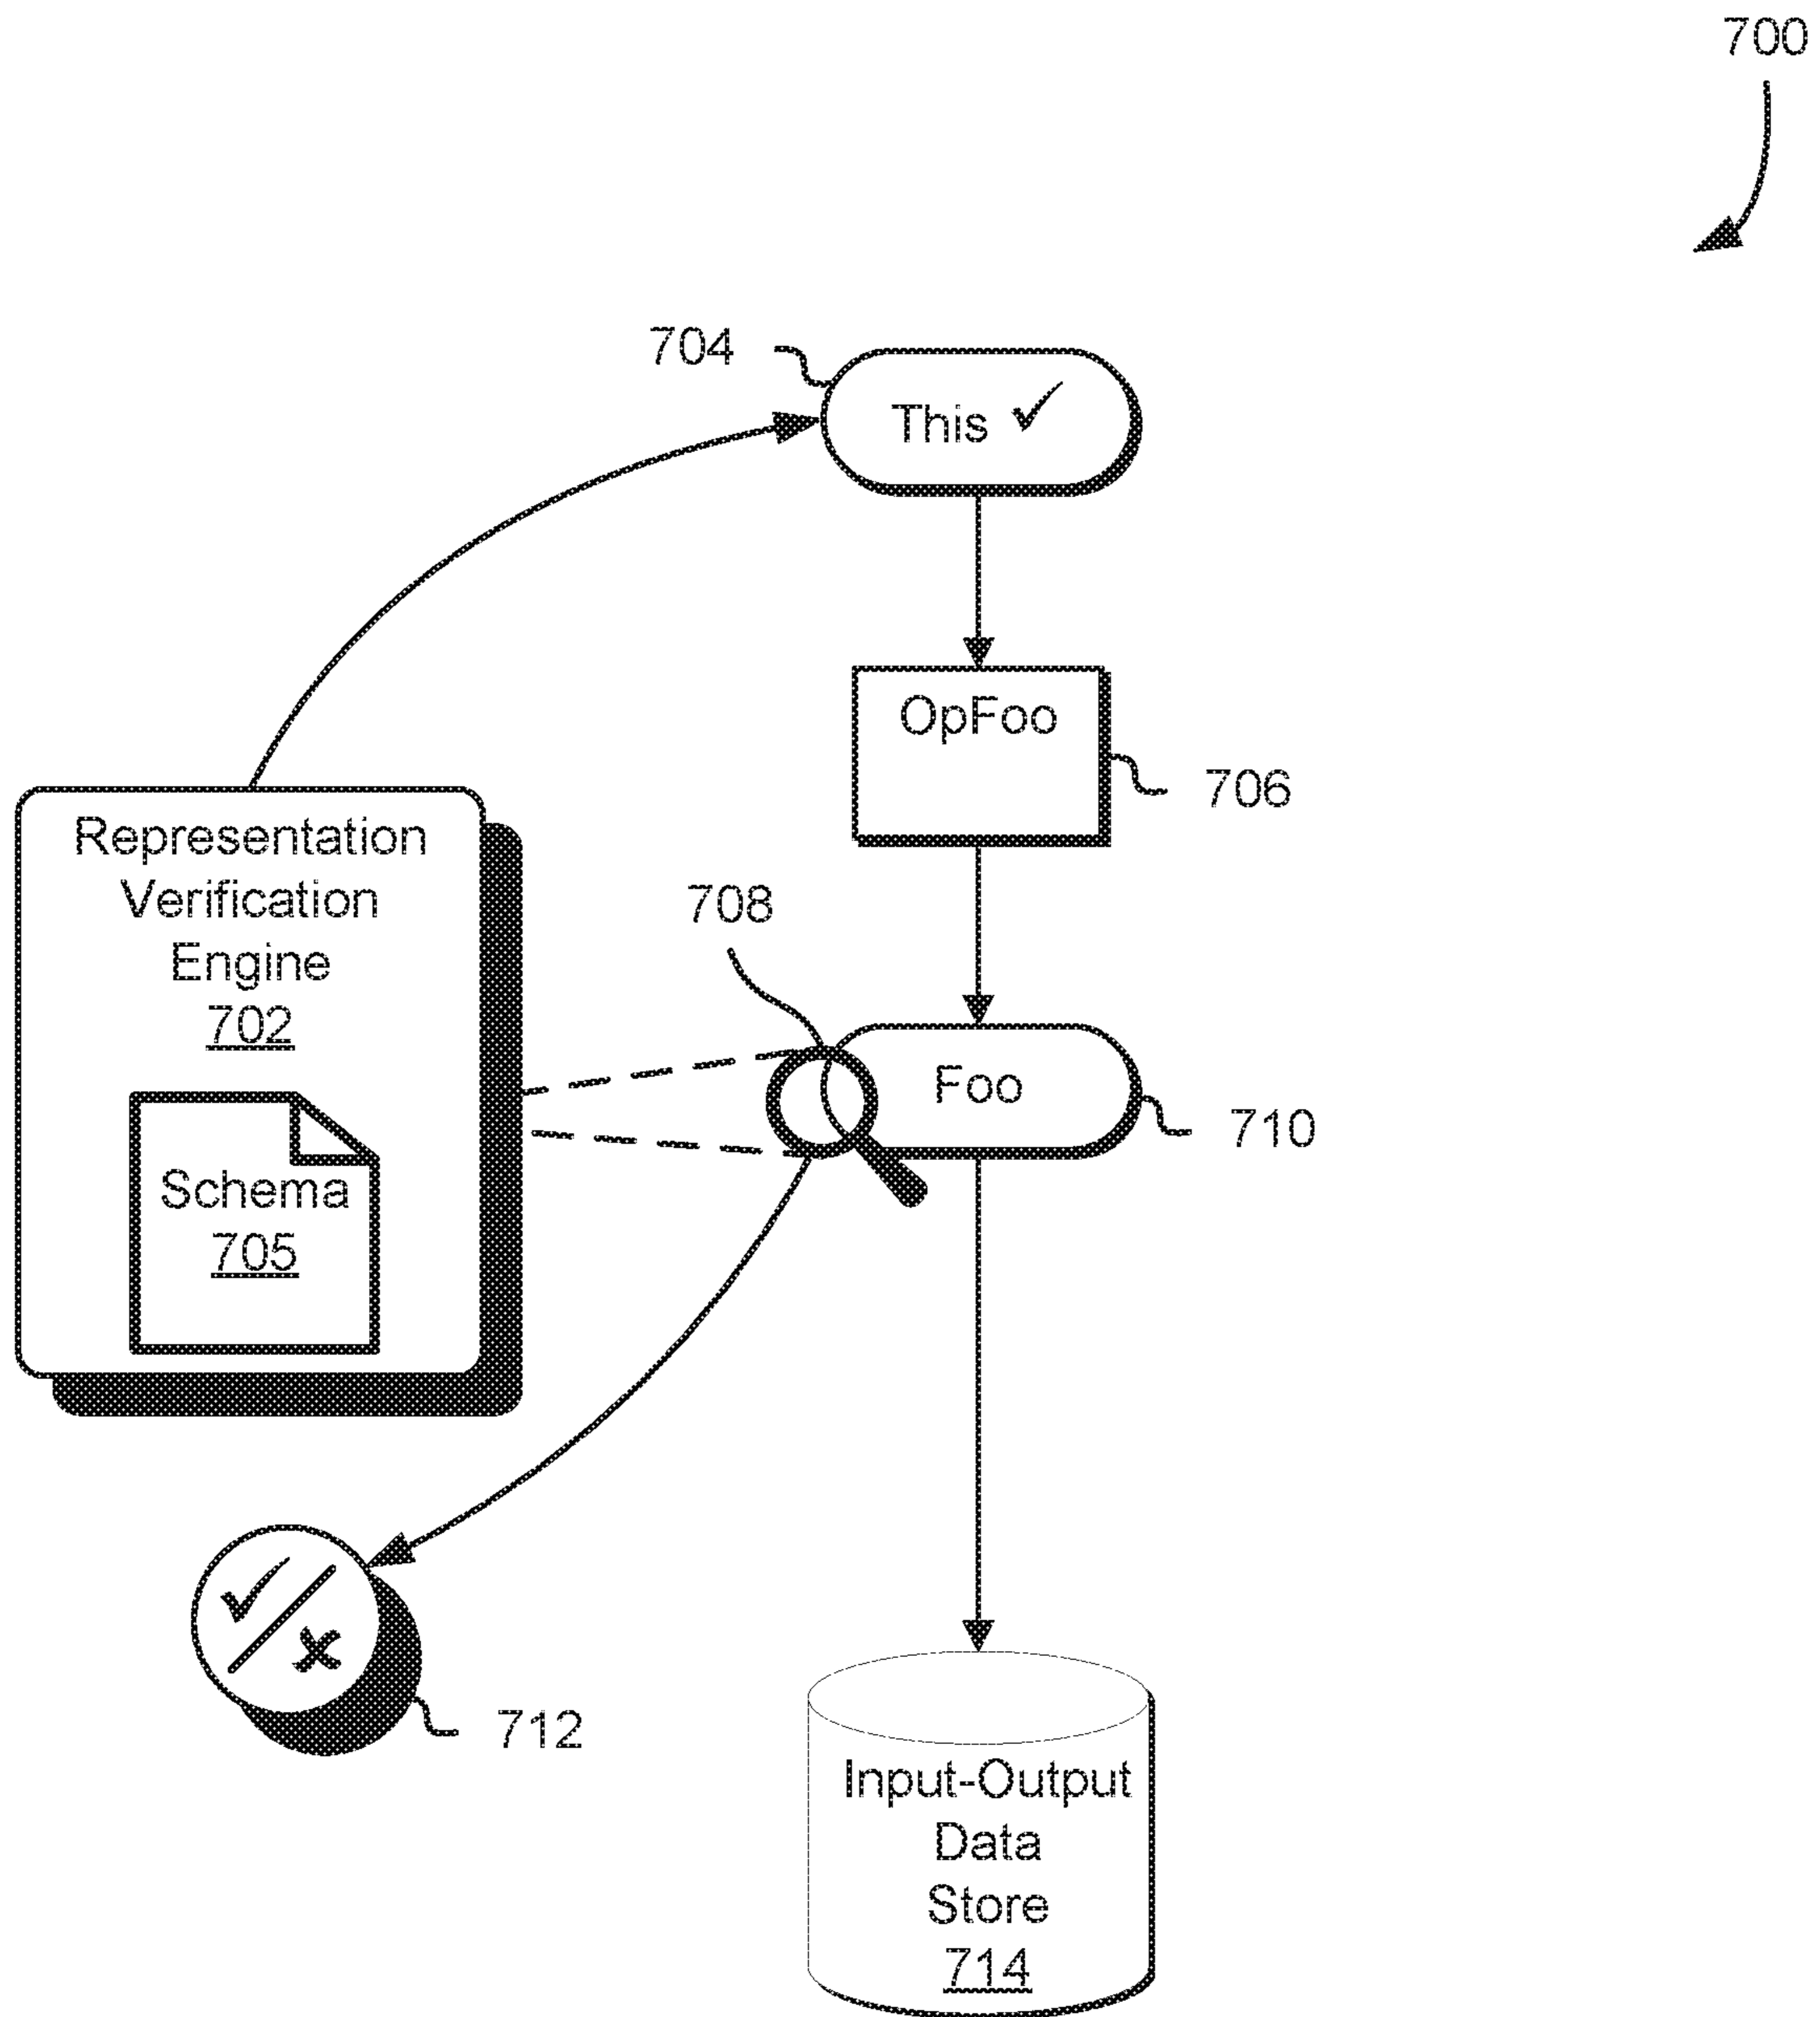 700
704
This
OpFoo
706
Representation
Verification
Engine
702
708
Foo
710
Schema
705
712
Input-Output
Data
Store
714